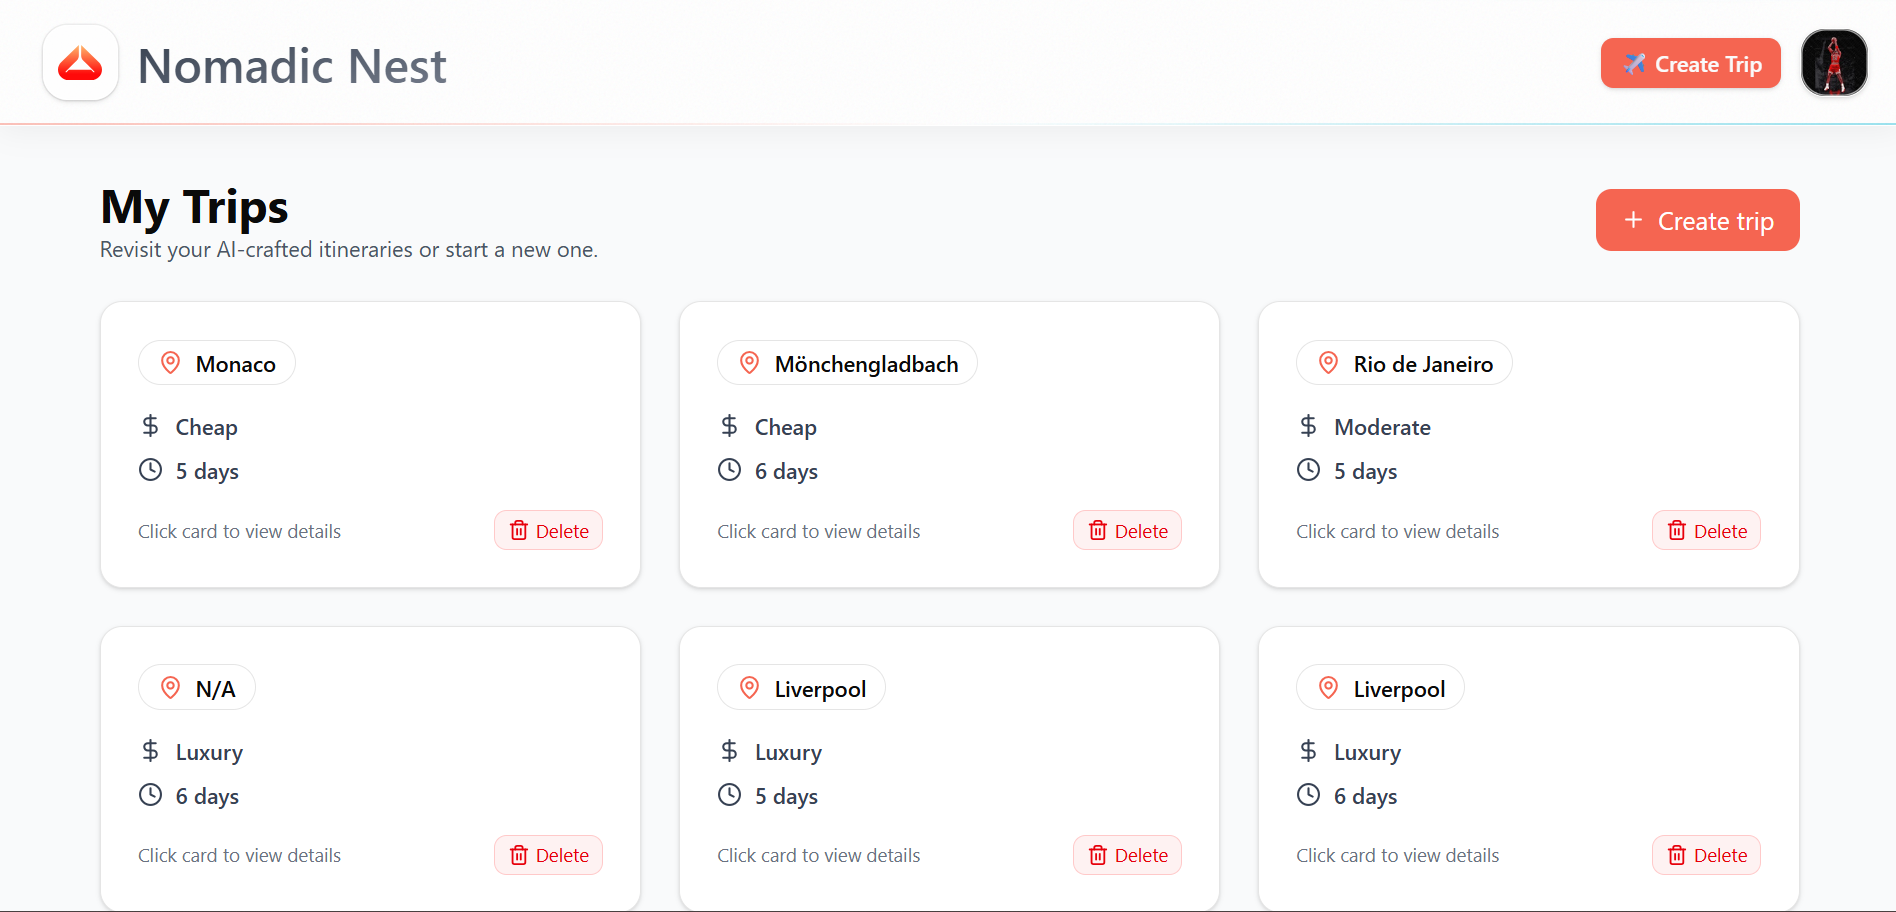 Nomadic Nest
Create Trip
My Trips
Revisit your AI-crafted itineraries or start a new one.
+ Create trip
Monaco
$ Cheap
5 days
Click card to view details
Delete
Mönchengladbach
$ Cheap
6 days
Click card to view details
Delete
Rio de Janeiro
$ Moderate
5 days
Click card to view details
Delete
N/A
$ Luxury
6 days
Click card to view details
Delete
Liverpool
$ Luxury
5 days
Click card to view details
Delete
Liverpool
$ Luxury
6 days
Click card to view details
Delete